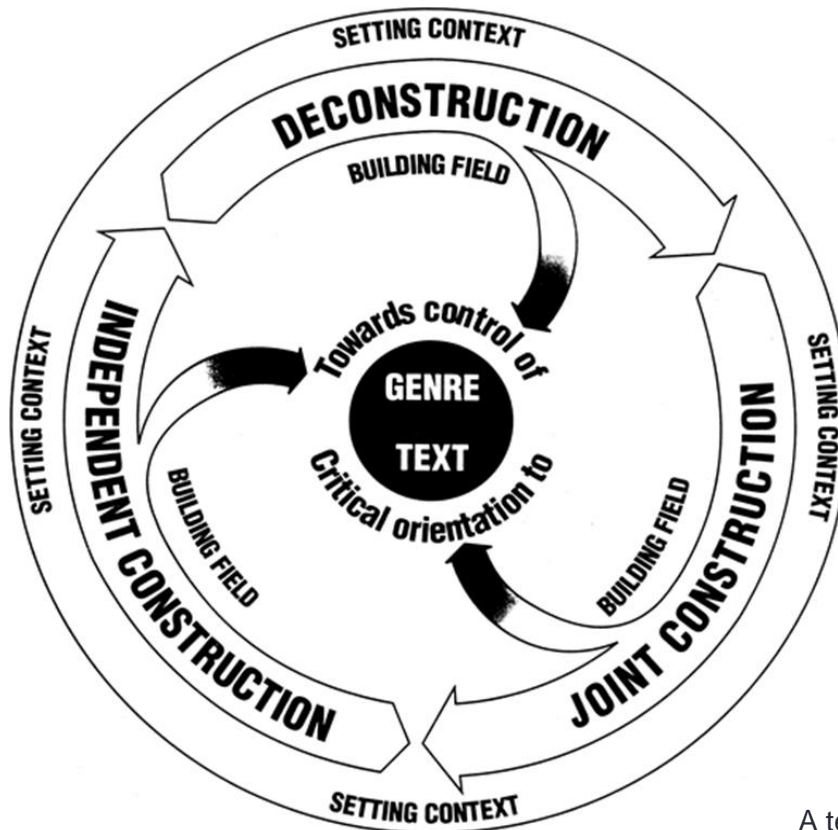 SETTING CONTEXT
DECONSTRUCTION
BUILDING FIELD
Towards control of
GENRE
TEXT
Critical orientation to
SETTING CONTEXT
JOINT CONSTRUCTION
BUILDING FIELD
SETTING CONTEXT
INDEPENDENT CONSTRUCTION
BUILDING FIELD
SETTING CONTEXT
A